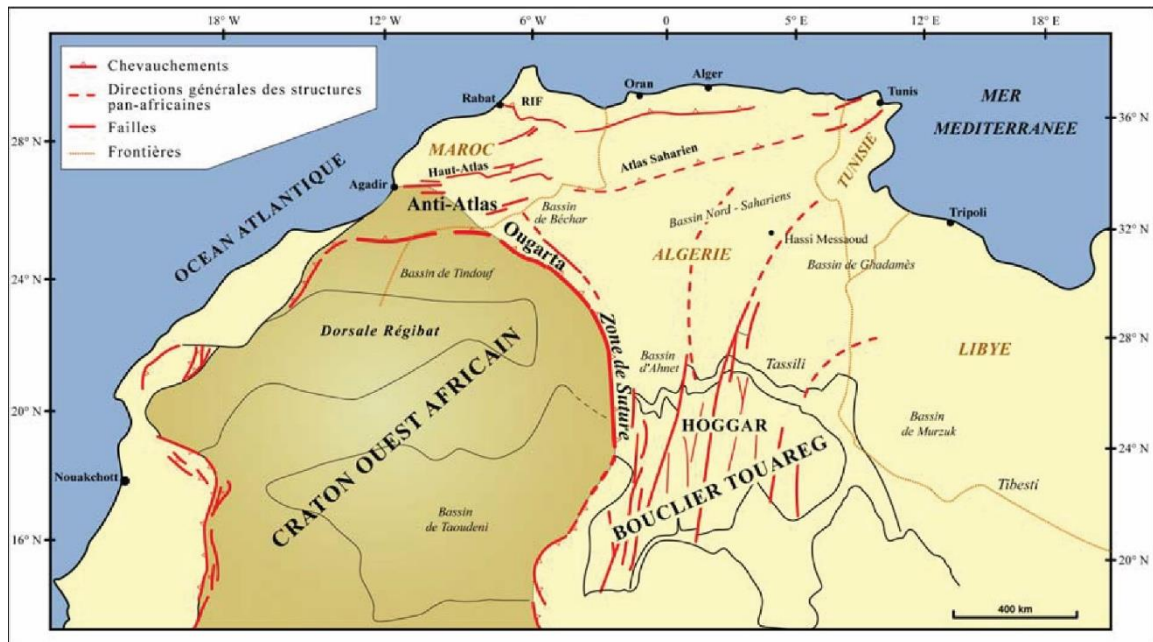 18° W 12° W 6° W 0 5° E 12° E 18° E
Chevauchements
Directions générales des structures
pan-africaines
Failles
Frontières
Alger
Oran
Tunis
Rabat
RIF
MER
MEDITERRANEE
28° N
36° N
MAROC
TUNISIE
Atlas Saharien
Haut-Atlas
Agadir
Anti-Atlas
OCEAN ATLANTIQUE
Bassin
de Béchar
Bassin Nord - Sahariens
Tripoli
Ougarta
Hassi Messaoud
32° N
ALGERIE
Bassin de Ghadamès
24° N
Bassin de Tindouf
Dorsale Régibat
Zone de Suture
28° N
LIBYE
Bassin
d'Ahnet
Tassili
CRATON OUEST AFRICAIN
20° N
HOGGAR
Bassin
de Murzuk
24° N
Nouakchott
BOUCLIER TOUAREG
Tibesti
Bassin
de Taoudeni
16° N
20° N
400 km